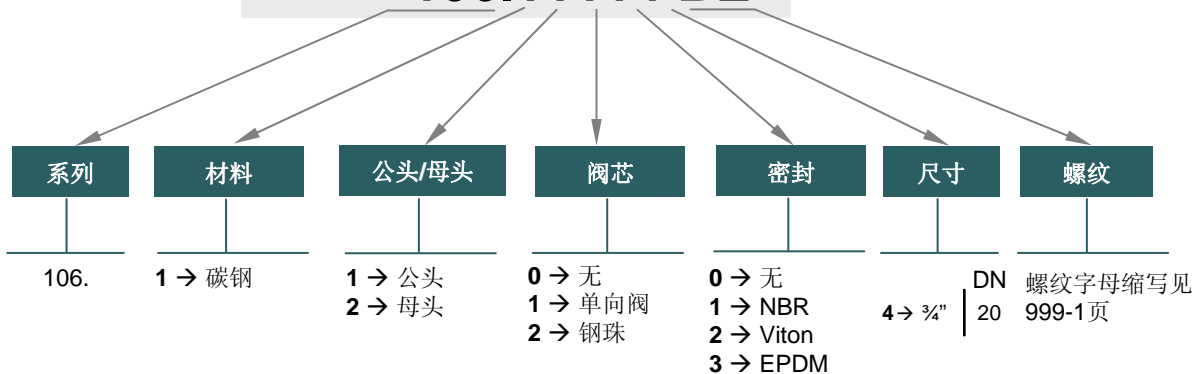 系列
材料
公头/母头
阀芯
密封
尺寸
螺纹
106.
1 → 碳钢
1 → 公头
2 → 母头
0 → 无
1 → 单向阀
2 → 钢珠
0 → 无
1 → NBR
2 → Viton
3 → EPDM
DN
4 → ¾” 20
螺纹字母缩写见
999-1页